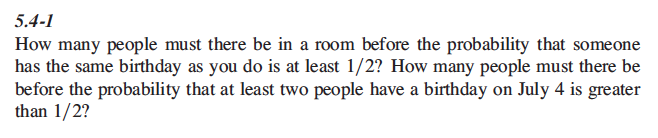 5.4-1
How many people must there be in a room before the probability that someone
has the same birthday as you do is at least 1/2? How many people must there be
before the probability that at least two people have a birthday on July 4 is greater
than 1/2?